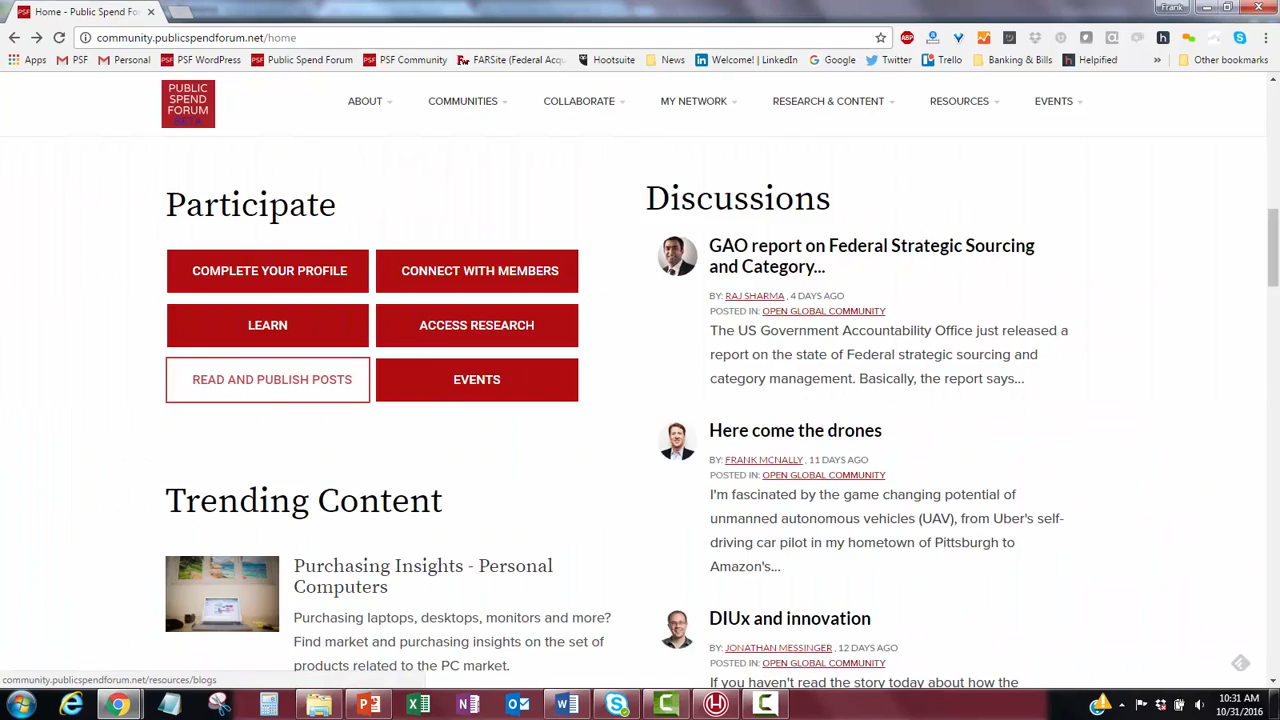 Home - Public Spend For
Frank
community.publicspendforum.net/home
Apps
PSF
Personal
PSF WordPress
Public Spend Forum
PSF Community
FARSite (Federal Acqu
Hootsuite
News
Welcome! | LinkedIn
Google
Twitter
Trello
Banking & Bills
Helpified
»
Other bookmarks
PUBLIC
SPEND
FORUM
BETA
ABOUT
COMMUNITIES
COLLABORATE
MY NETWORK
RESEARCH & CONTENT
RESOURCES
EVENTS
Participate
COMPLETE YOUR PROFILE
CONNECT WITH MEMBERS
LEARN
ACCESS RESEARCH
READ AND PUBLISH POSTS
EVENTS
Trending Content
Purchasing Insights - Personal
Computers
Purchasing laptops, desktops, monitors and more?
Find market and purchasing insights on the set of
products related to the PC market.
Discussions
GAO report on Federal Strategic Sourcing
and Category...
BY: RAJ SHARMA , 4 DAYS AGO
POSTED IN: OPEN GLOBAL COMMUNITY
The US Government Accountability Office just released a
report on the state of Federal strategic sourcing and
category management. Basically, the report says...
Here come the drones
BY: FRANK MCNALLY , 11 DAYS AGO
POSTED IN: OPEN GLOBAL COMMUNITY
I'm fascinated by the game changing potential of
unmanned autonomous vehicles (UAV), from Uber's self-
driving car pilot in my hometown of Pittsburgh to
Amazon's...
DIUx and innovation
BY: JONATHAN MESSINGER , 12 DAYS AGO
POSTED IN: OPEN GLOBAL COMMUNITY
If you haven't read the story today about how the
community.publicspendforum.net/resources/blogs
10:31 AM
10/31/2016